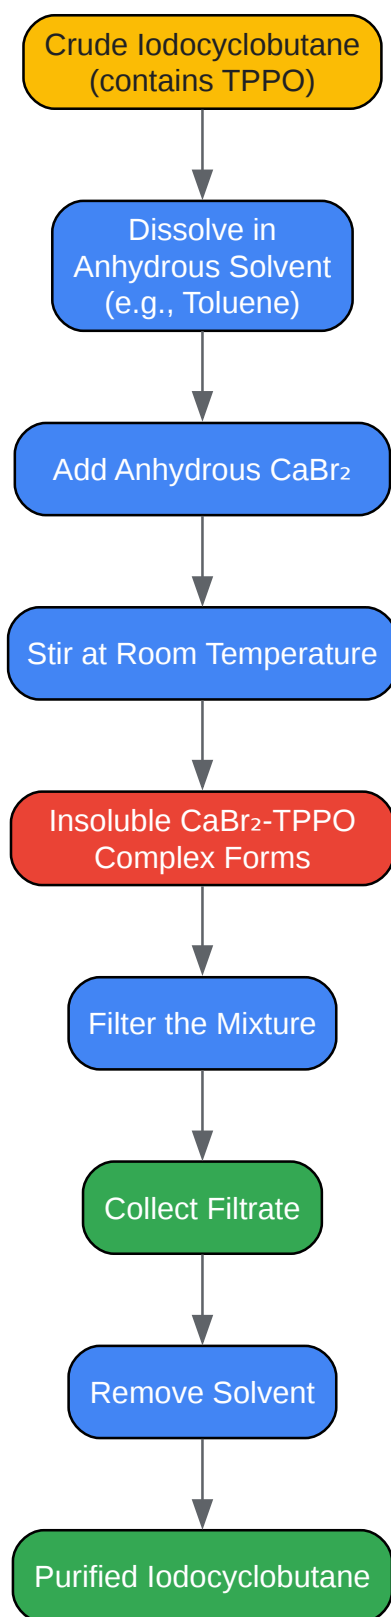 Crude Iodocyclobutane
(contains TPPO)
Dissolve in
Anhydrous Solvent
(e.g., Toluene)
Add Anhydrous CaBr₂
Stir at Room Temperature
Insoluble CaBr₂-TPPO
Complex Forms
Filter the Mixture
Collect Filtrate
Remove Solvent
Purified Iodocyclobutane